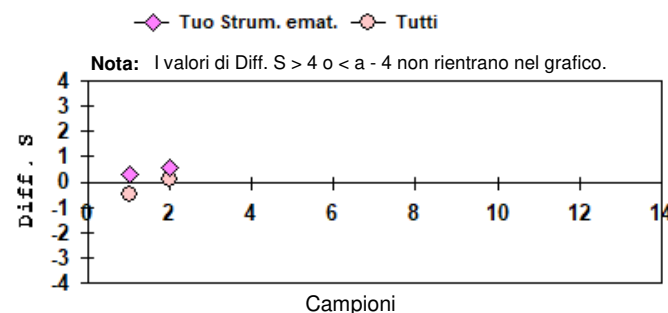 Tuo Strum. emat. Tutti
Nota: I valori di Diff. S > 4 o < a - 4 non rientrano nel grafico.
4
3
2
1
0
-1
-2
-3
-4
Diff. S
0 2 4 6 8 10 12 14
Campioni